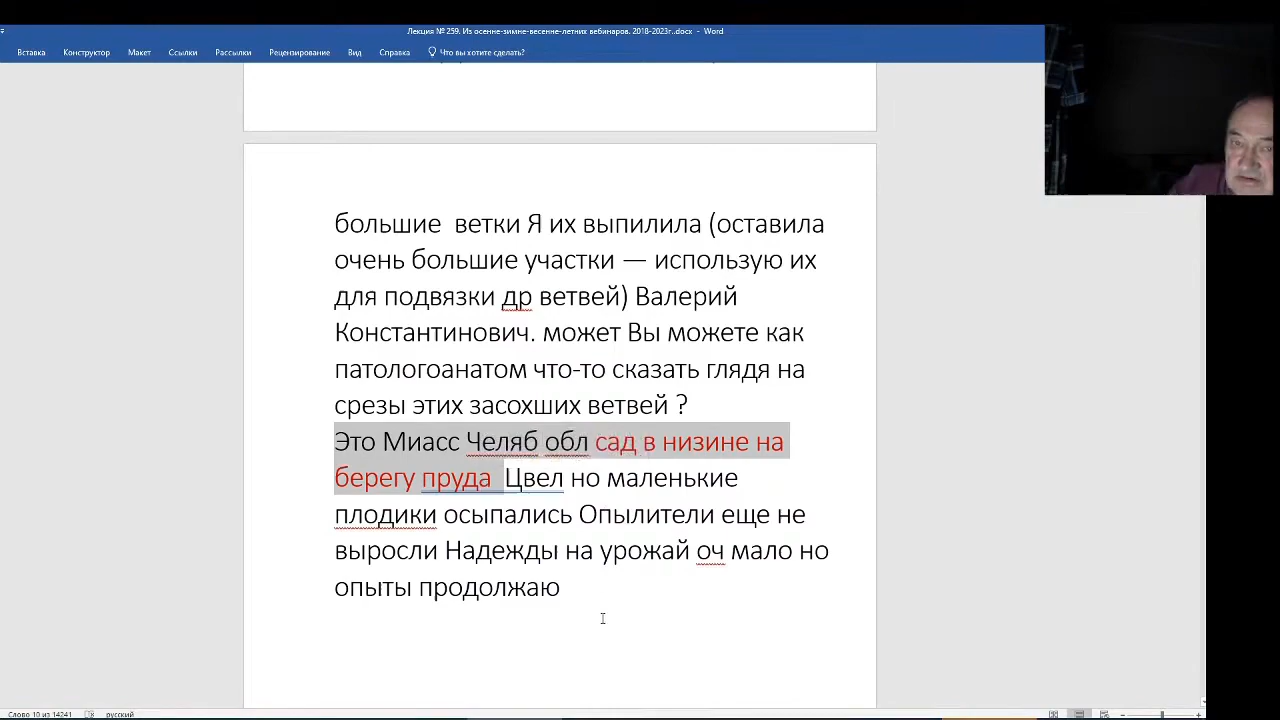 Лекция № 259. Из осенне-зимне-весенне-летних вебинаров. 2018-2023г..docx - Word
Вставка Конструктор Макет Ссылки Рассылки Рецензирование Вид Справка Что вы хотите сделать?
большие ветки Я их выпилила (оставила
очень большие участки — использую их
для подвязки др ветвей) Валерий
Константинович. может Вы можете как
патологоанатом что-то сказать глядя на
срезы этих засохших ветвей ?
Это Миасс Челяб обл сад в низине на
берегу пруда Цвел но маленькие
плодики осыпались Опылители еще не
выросли Надежды на урожай оч мало но
опыты продолжаю
Слово 10 из 14241 русский